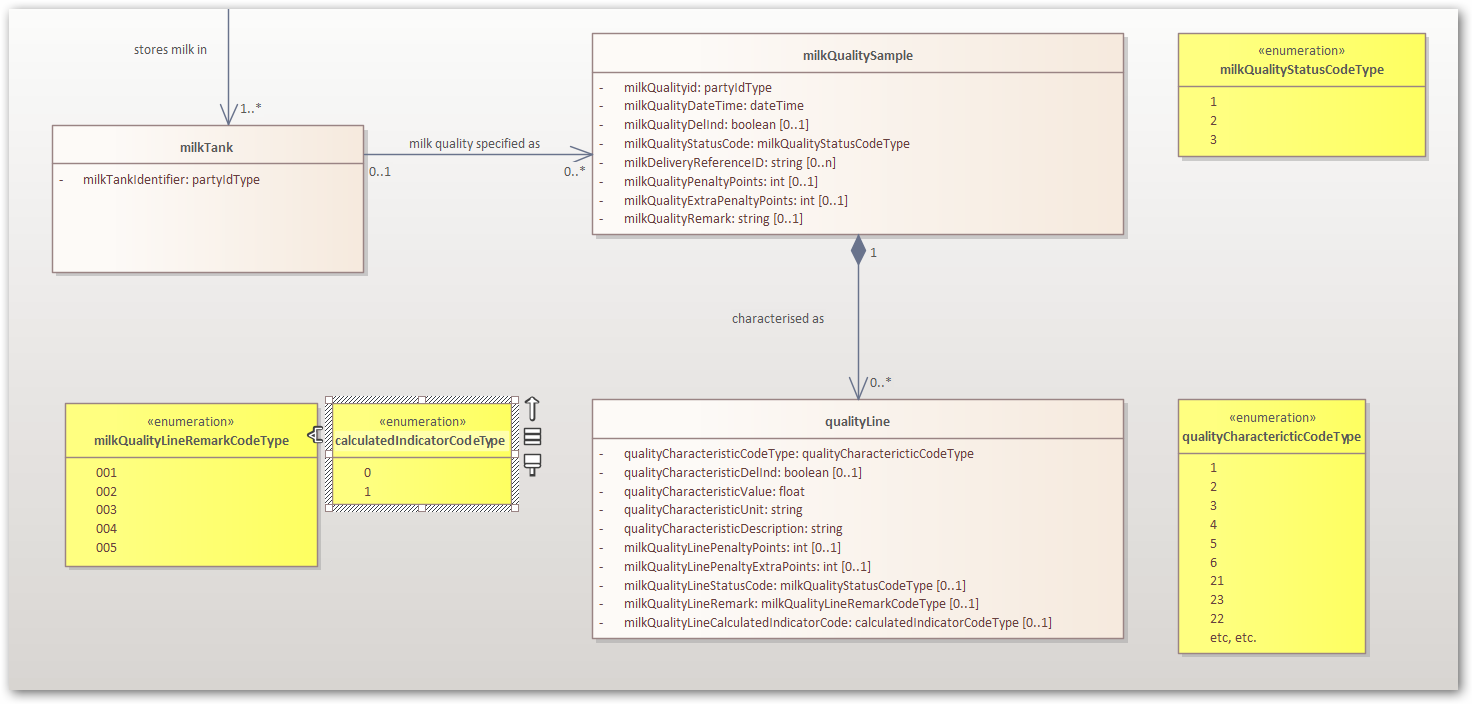 stores milk in
1..*
milkTank
- milkTankIdentifier: partyIdType
milk quality specified as
0..1
0..*
milkQualitySample
- milkQualityid: partyIdType
- milkQualityDateTime: dateTime
- milkQualityDelInd: boolean [0..1]
- milkQualityStatusCode: milkQualityStatusCodeType
- milkDeliveryReferenceID: string [0..n]
- milkQualityPenaltyPoints: int [0..1]
- milkQualityExtraPenaltyPoints: int [0..1]
- milkQualityRemark: string [0..1]
«enumeration»
milkQualityStatusCodeType
1
2
3
1
characterised as
0..*
«enumeration»
milkQualityLineRemarkCodeType
001
002
003
004
005
«enumeration»
calculatedIndicatorCodeType
0
1
qualityLine
- qualityCharacteristicCodeType: qualityCharactericticCodeType
- qualityCharacteristicDelInd: boolean [0..1]
- qualityCharacteristicValue: float
- qualityCharacteristicUnit: string
- qualityCharacteristicDescription: string
- milkQualityLinePenaltyPoints: int [0..1]
- milkQualityLinePenaltyExtraPoints: int [0..1]
- milkQualityLineStatusCode: milkQualityStatusCodeType [0..1]
- milkQualityLineRemark: milkQualityLineRemarkCodeType [0..1]
- milkQualityLineCalculatedIndicatorCode: calculatedIndicatorCodeType [0..1]
«enumeration»
qualityCharactericticCodeType
1
2
3
4
5
6
21
23
22
etc, etc.